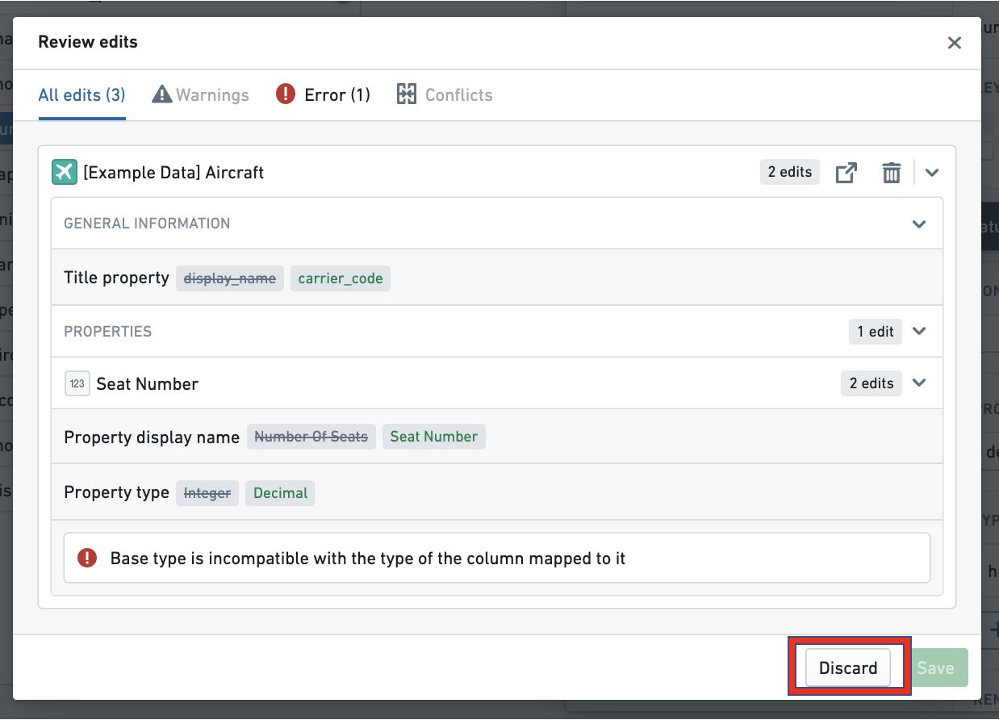 Review edits
All edits (3) Warnings Error (1) Conflicts
[Example Data] Aircraft 2 edits
GENERAL INFORMATION
Title property display_name carrier_code
PROPERTIES 1 edit
123 Seat Number 2 edits
Property display name Number Of Seats Seat Number
Property type Integer Decimal
Base type is incompatible with the type of the column mapped to it
Discard Save